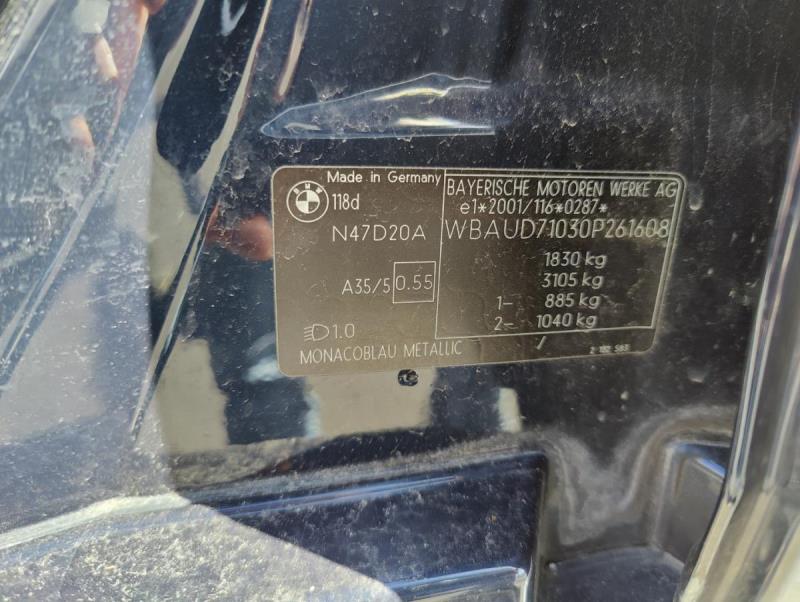 Made in Germany
BMW
118d
N47D20A
A35/5 0.55
1.0
MONACOBLAU METALLIC
BAYERISCHE MOTOREN WERKE AG
e1*2001/116*0287*
WBAUD71030P261608
1830 kg
3105 kg
1- 885 kg
2- 1040 kg
/